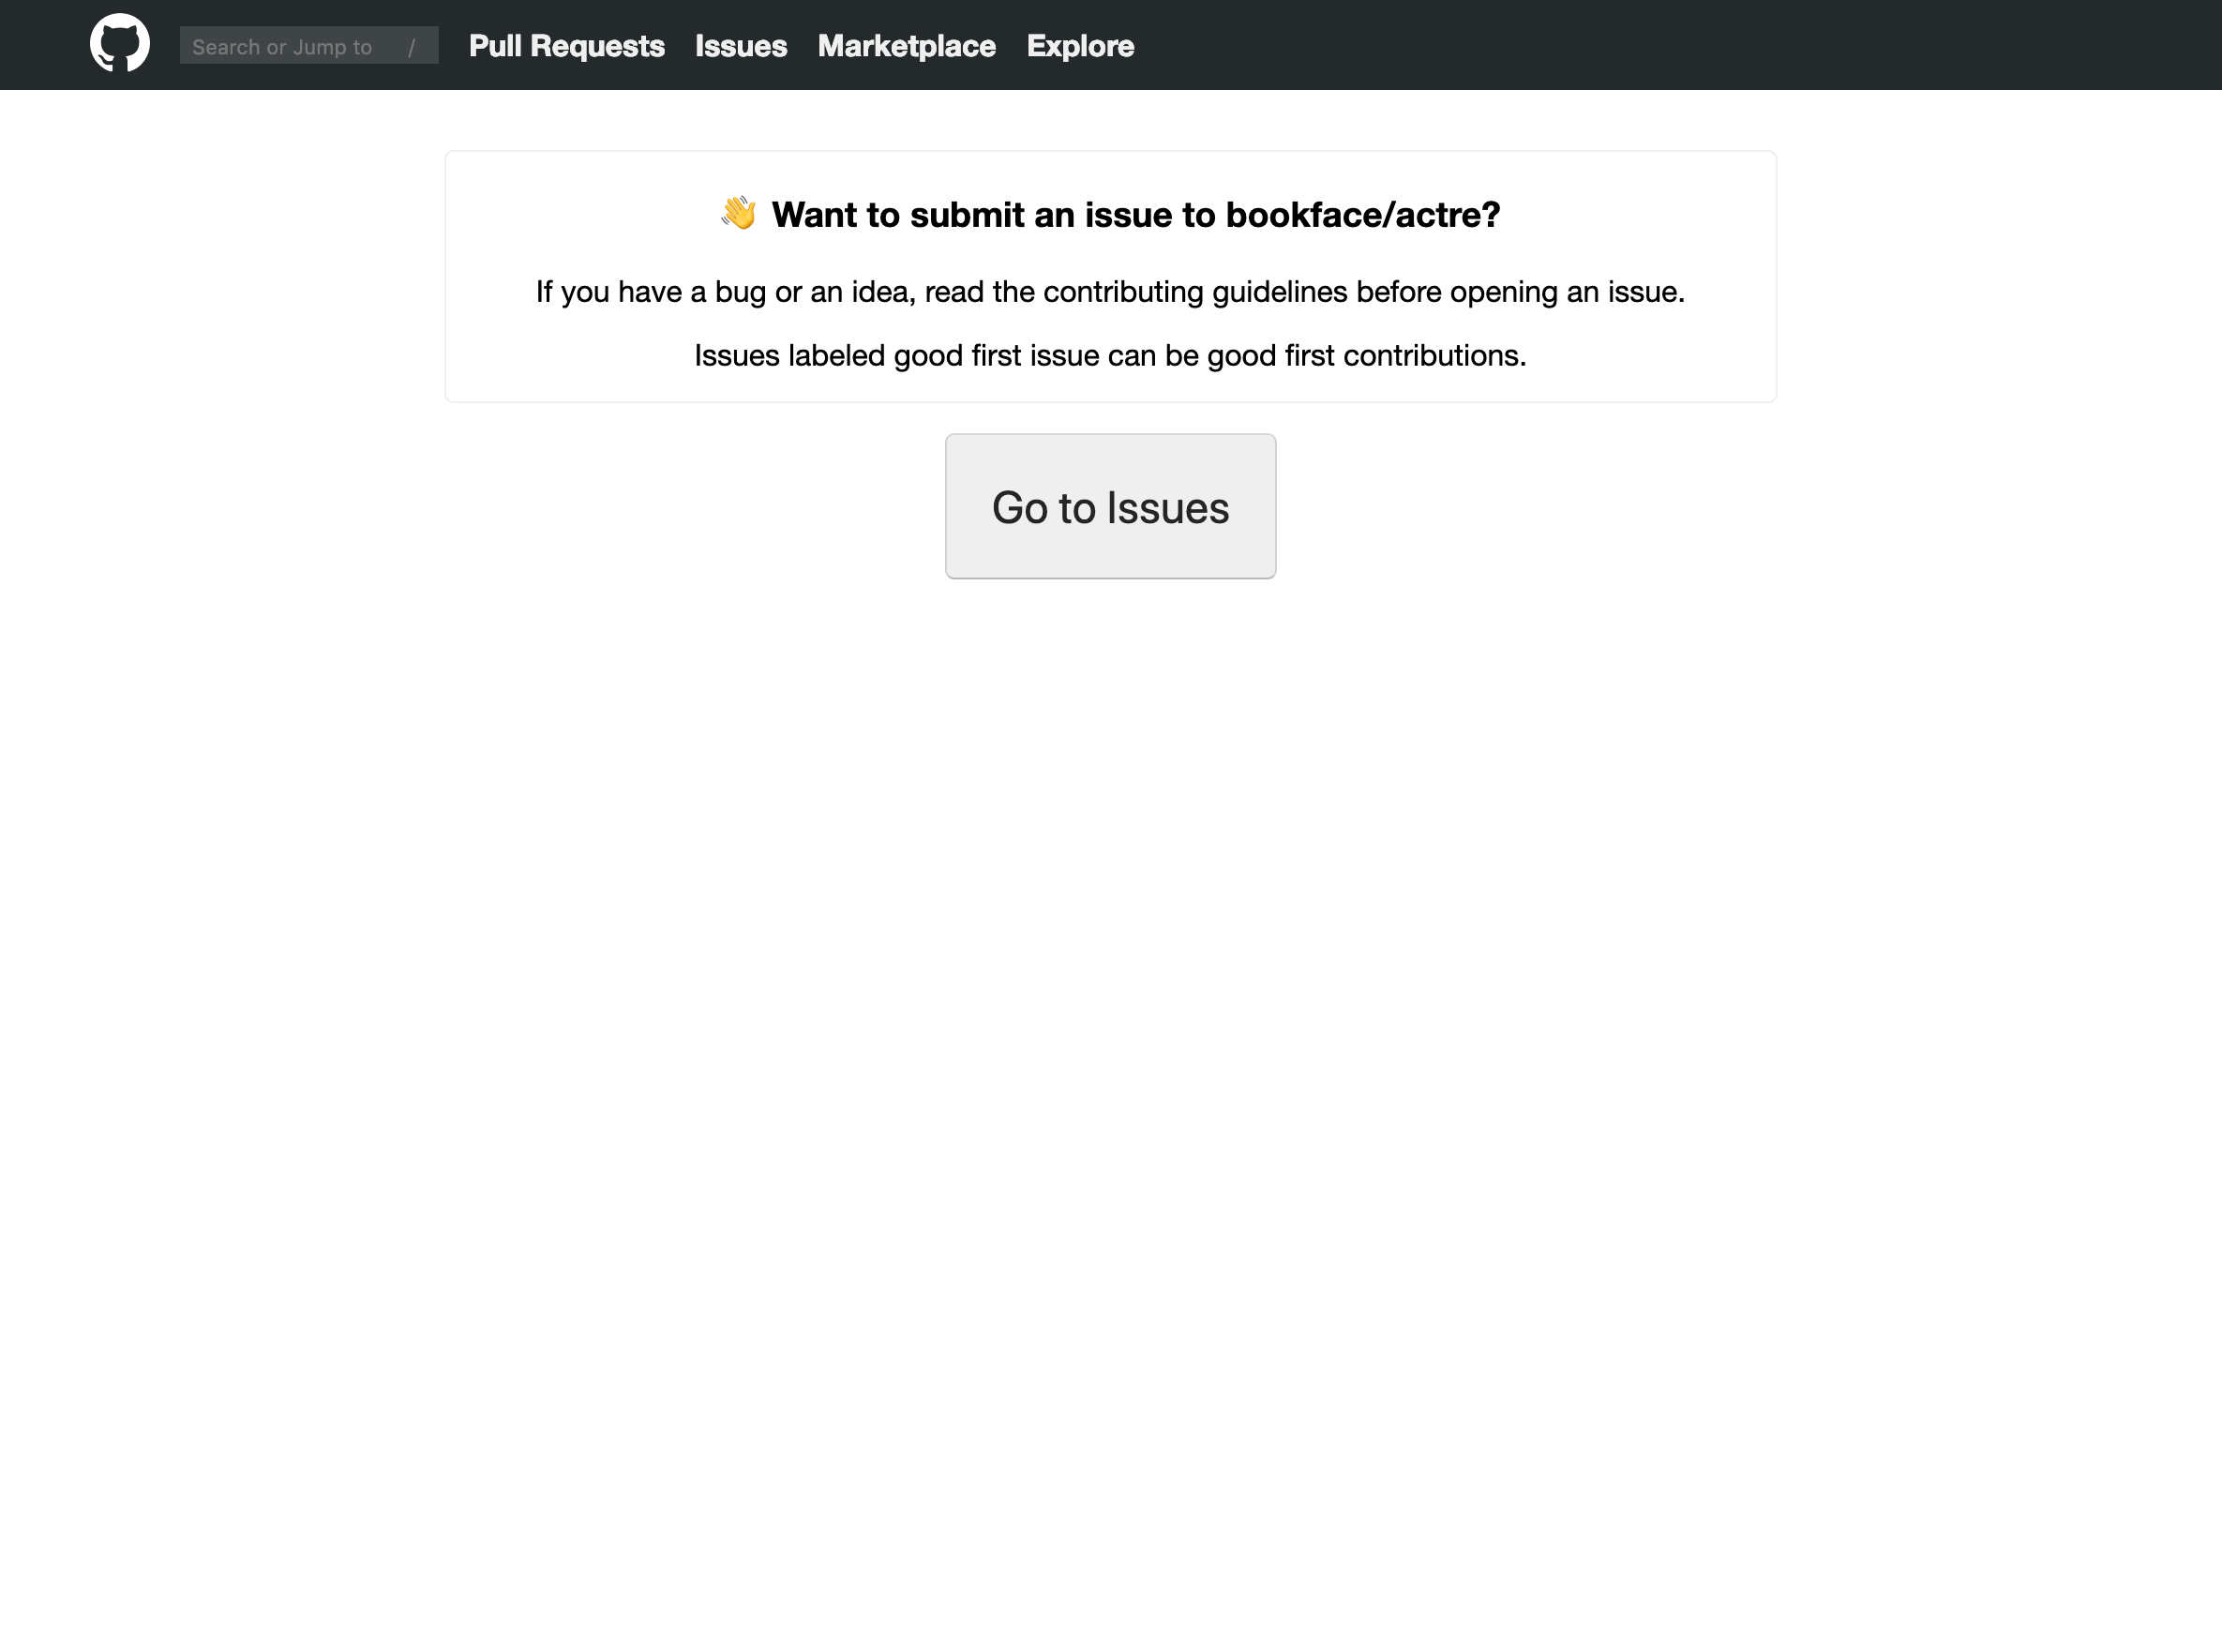 Search or Jump to /
Pull Requests Issues Marketplace Explore
👋 Want to submit an issue to bookface/actre?
If you have a bug or an idea, read the contributing guidelines before opening an issue.
Issues labeled good first issue can be good first contributions.
Go to Issues